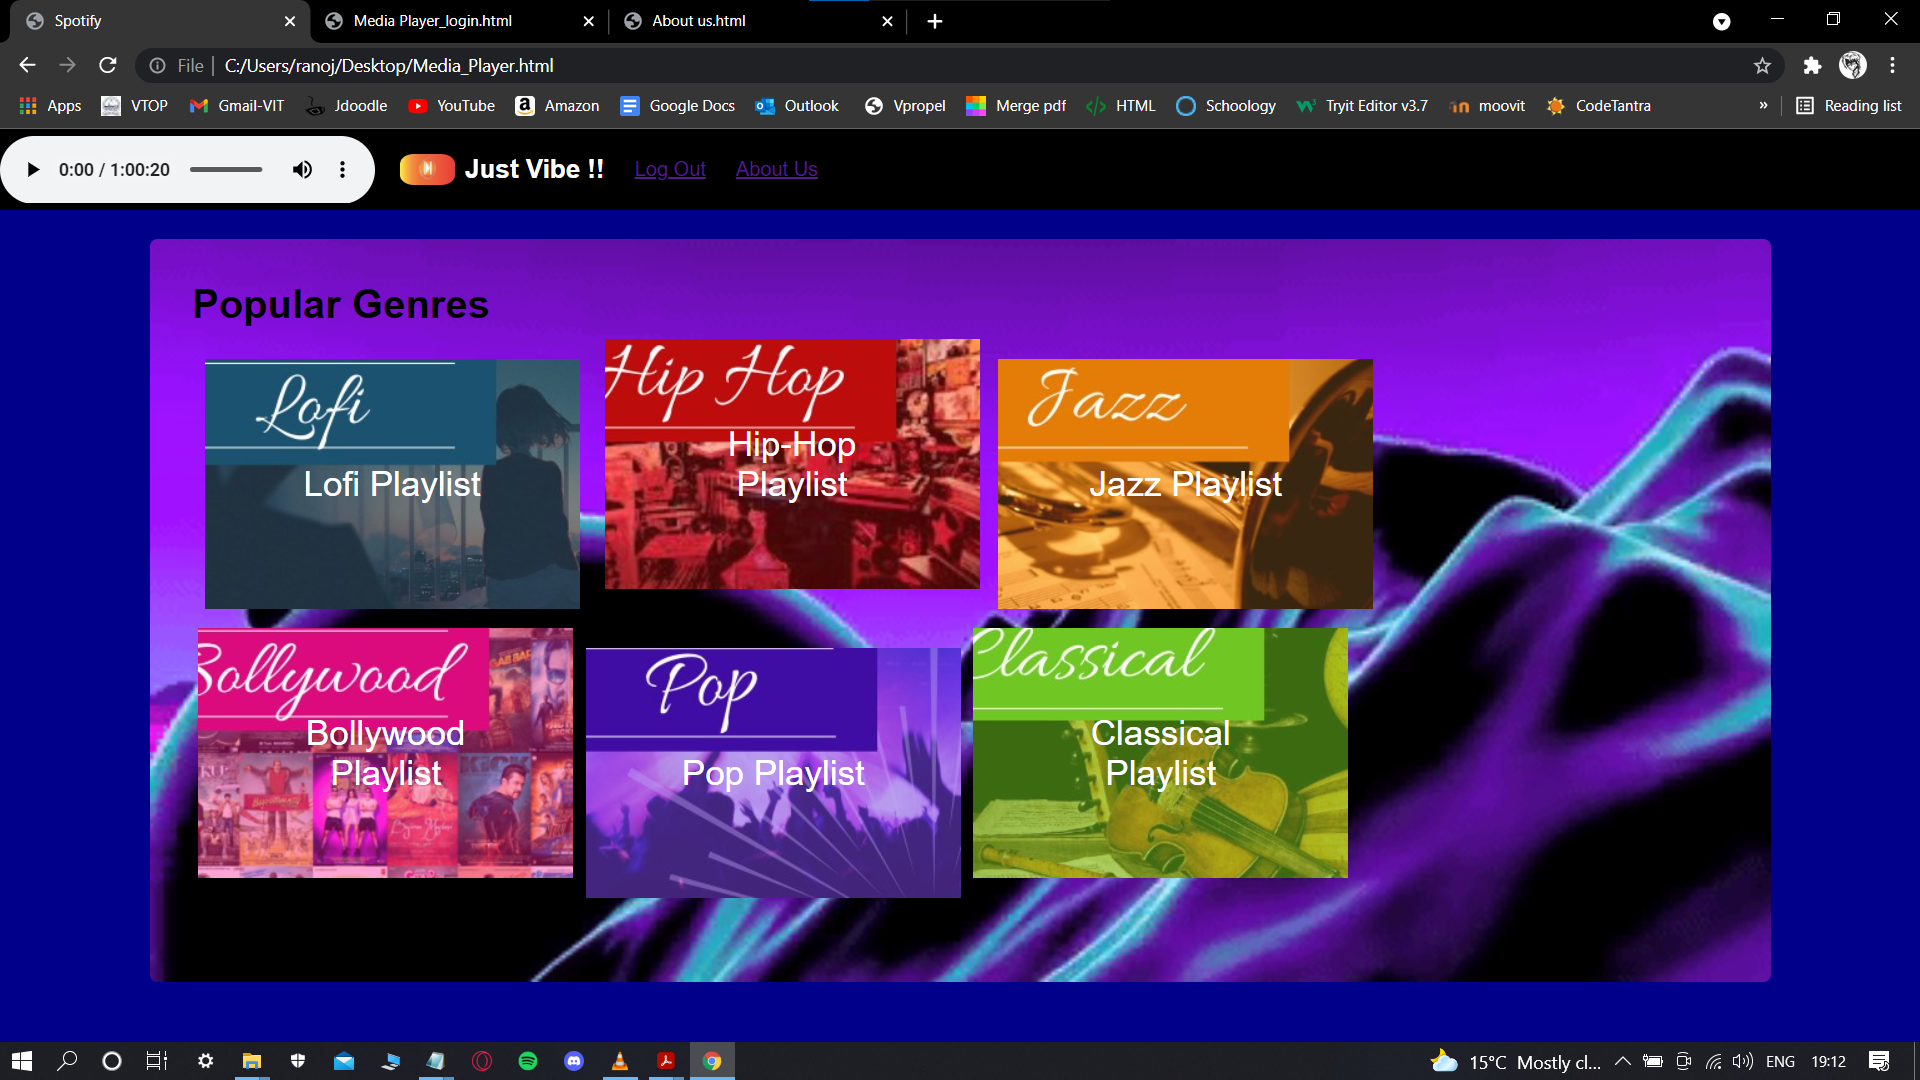 Spotify
Media Player_login.html
About us.html
File
C:/Users/ranoj/Desktop/Media_Player.html
Apps
VTOP
Gmail-VIT
Jdoodle
YouTube
Amazon
Google Docs
Outlook
Vpropel
Merge pdf
HTML
Schoology
Tryit Editor v3.7
moovit
CodeTantra
»
Reading list
0:00 / 1:00:20
Just Vibe !!
Log Out
About Us
Popular Genres
Lofi
Lofi Playlist
Hip Hop
Hip-Hop
Playlist
Jazz
Jazz Playlist
Bollywood
Bollywood
Playlist
Pop
Pop Playlist
Classical
Classical
Playlist
15°C Mostly cl...
ENG
19:12